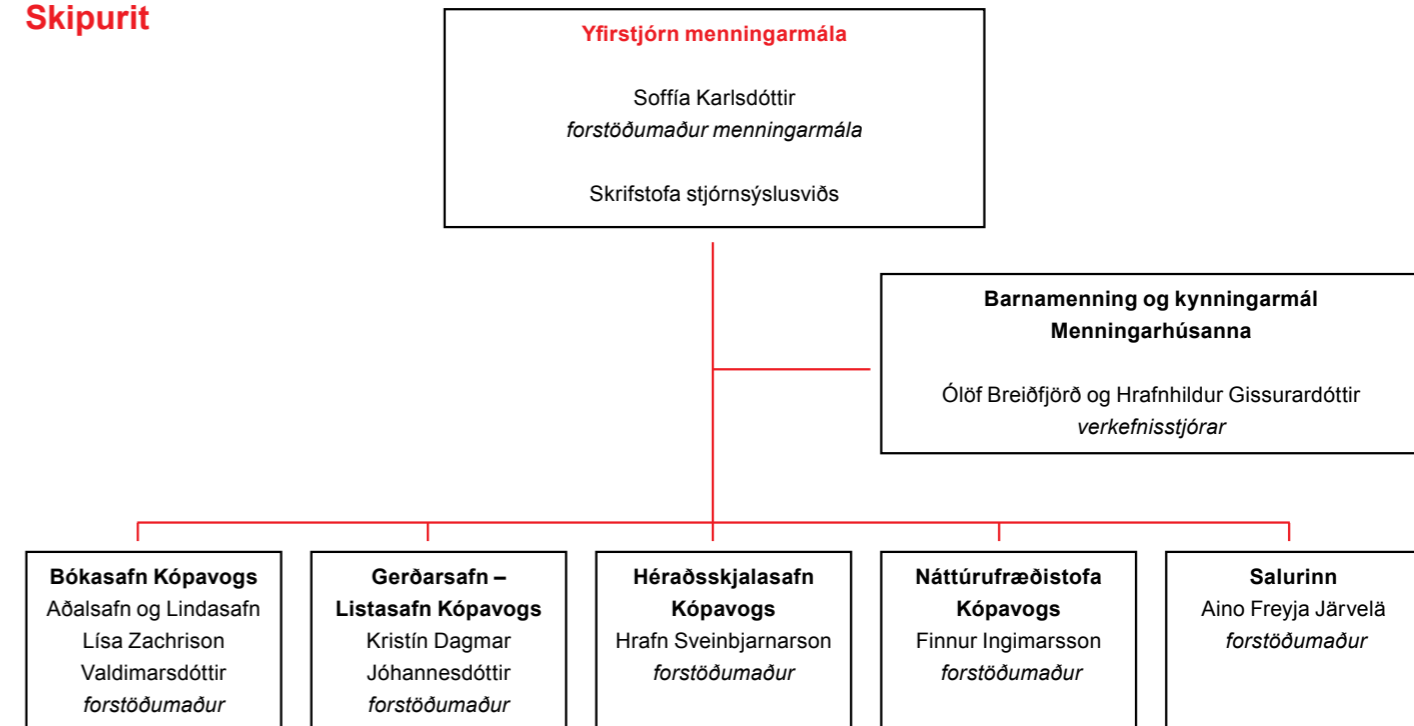 Skipurit
Yfirstjórn menningarmála
Soffía Karlsdóttir
forstöðumaður menningarmála
Skrifstofa stjórnsýslusviðs
Barnamenning og kynningarmál
Menningarhúsanna
Ólöf Breiðfjörð og Hrafnhildur Gissurardóttir
verkefnisstjórar
Bókasafn Kópavogs
Aðalsafn og Lindasafn
Lísa Zachrison
Valdimarsdóttir
forstöðumaður
Gerðarsafn –
Listasafn Kópavogs
Kristín Dagmar
Jóhannesdóttir
forstöðumaður
Héraðsskjalasafn
Kópavogs
Hrafn Sveinbjarnarson
forstöðumaður
Náttúrufræðistofa
Kópavogs
Finnur Ingimarsson
forstöðumaður
Salurinn
Aino Freyja Järvelä
forstöðumaður